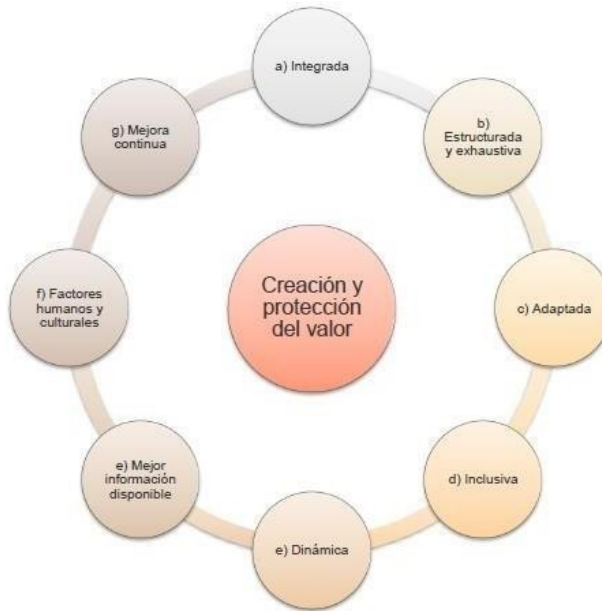 a) Integrada
b)
Estructurada
y exhaustiva
c) Adaptada
d) Inclusiva
e) Dinámica
e) Mejor
información
disponible
f) Factores
humanos y
culturales
g) Mejora
continua
Creación y
protección
del valor